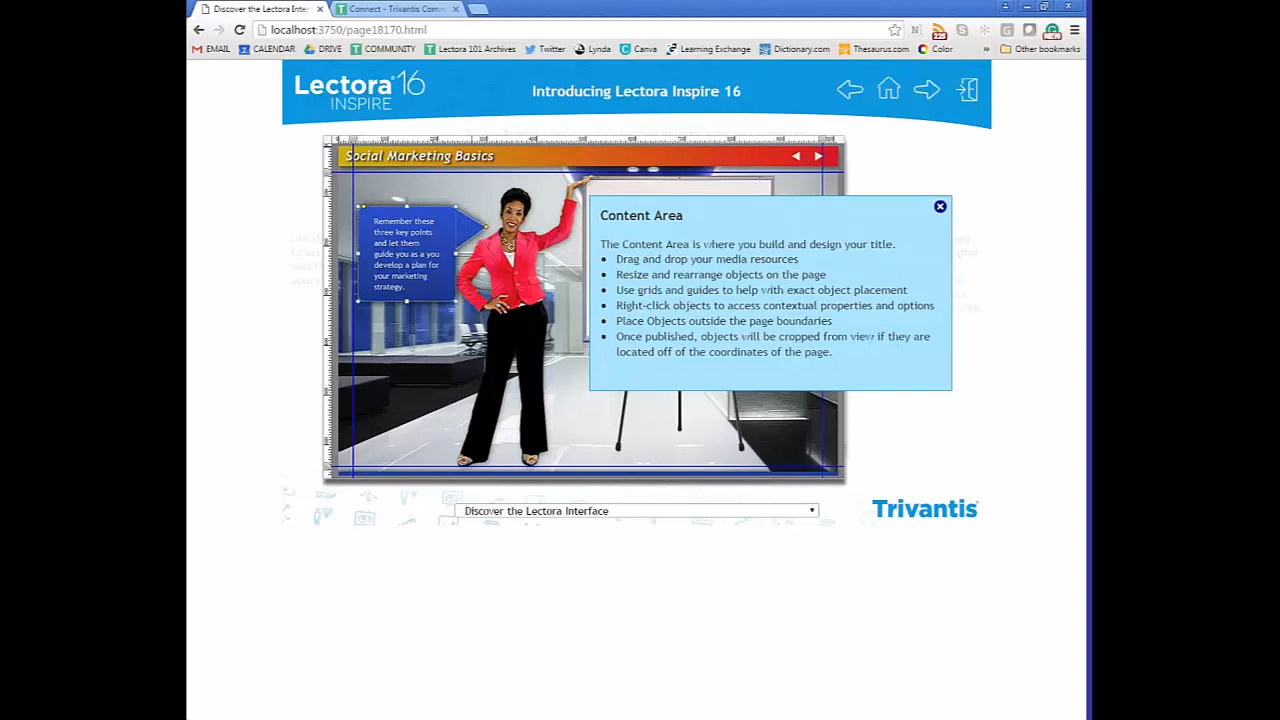 Discover the Lectora Inte
Connect - Trivantis Com
localhost:3750/page18170.html
EMAIL CALENDAR DRIVE COMMUNITY Lectora 101 Archives Twitter Lynda Canva Learning Exchange Dictionary.com Thesaurus.com Color » Other bookmarks
Lectora 16
INSPIRE
Introducing Lectora Inspire 16
Social Marketing Basics
Remember these
three key points
and let them
guide you as a you
develop a plan for
your marketing
strategy.
Content Area
The Content Area is where you build and design your title.
• Drag and drop your media resources
• Resize and rearrange objects on the page
• Use grids and guides to help with exact object placement
• Right-click objects to access contextual properties and options
• Place Objects outside the page boundaries
• Once published, objects will be cropped from view if they are
located off of the coordinates of the page.
Discover the Lectora Interface
Trivantis